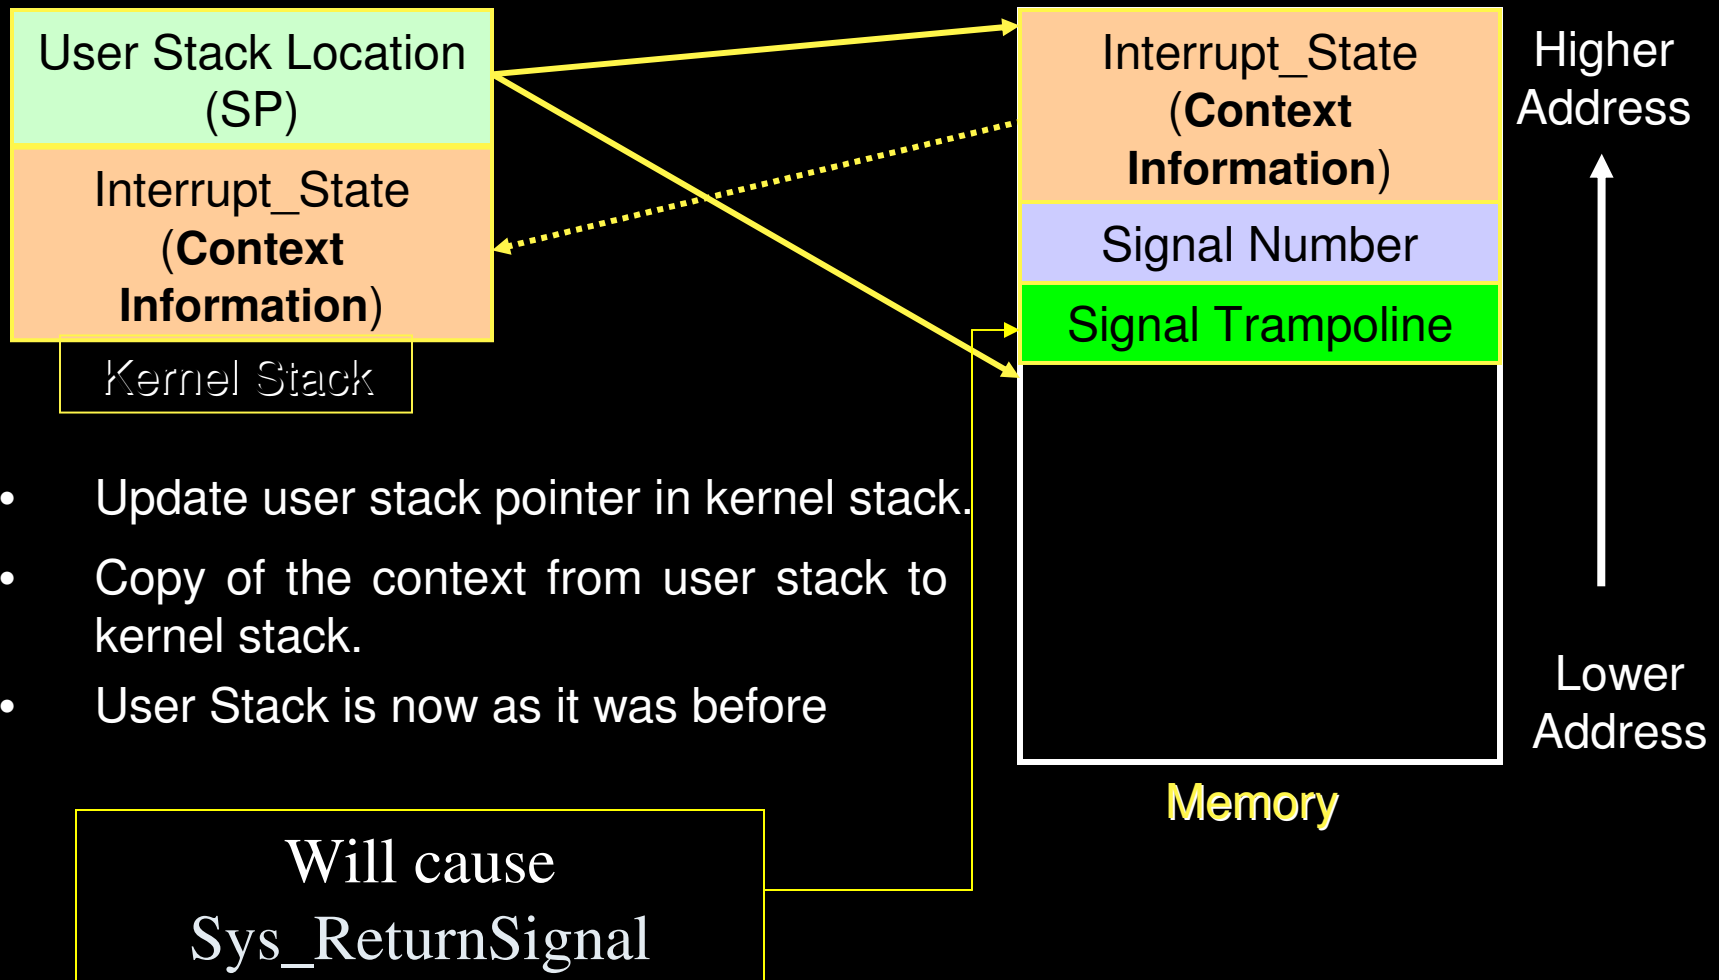 User Stack Location
(SP)
Interrupt_State
(Context
Information)
Kernel Stack
Interrupt_State
(Context
Information)
Signal Number
Signal Trampoline
Higher
Address
Lower
Address
Memory
• Update user stack pointer in kernel stack.
• Copy of the context from user stack to
kernel stack.
• User Stack is now as it was before
Will cause
Sys_ReturnSignal